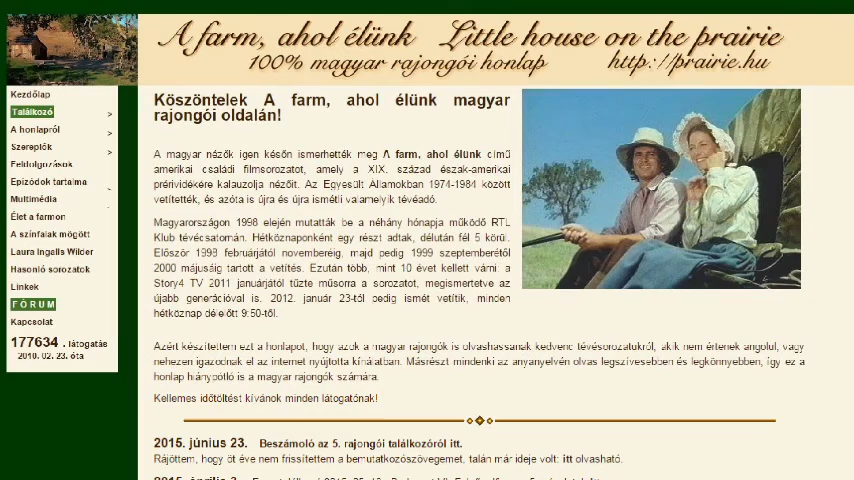 A farm, ahol élünk Little house on the prairie
100% magyar rajongói honlap http://prairie.hu
Kezdőlap
Találkozó >
A honlapról >
Szereplők >
Feldolgozások
Epizódok tartalma
Multimédia
Élet a farmon
A színfalak mögött
Laura Ingalls Wilder
Hasonló sorozatok
Linkek
FÓRUM
Kapcsolat
177634 . látogatás
2010. 02. 23. óta
Köszöntelek A farm, ahol élünk magyar
rajongói oldalán!
A magyar nézők igen későn ismerhették meg A farm, ahol élünk című
amerikai családi filmsorozatot, amely a XIX. század észak-amerikai
prérividékére kalauzolja nézőit. Az Egyesült Államokban 1974-1984 között
vetítették, és azóta is újra és újra ismétli valamelyik tévéadó.
Magyarországon 1998 elején mutatták be a néhány hónapja működő RTL
Klub tévécsatornán. Hétköznaponként egy részt adtak, délután fél 5 körül.
Először 1998 februárjától novemberéig, majd pedig 1999 szeptemberétől
2000 májusáig tartott a vetítés. Ezután több, mint 10 évet kellett várni: a
Story4 TV 2011 januárjától tűzte műsorra a sorozatot, megismertetve az
újabb generációval is. 2012. január 23-tól pedig ismét vetítik, minden
hétköznap délelőtt 9:50-től.
Azért készítettem ezt a honlapot, hogy azok a magyar rajongók is olvashassanak kedvenc tévésorozatukról, akik nem értenek angolul, vagy
nehezen igazodnak el az internet nyújtotta kínálatban. Másrészt mindenki az anyanyelvén olvas legszívesebben és legkönnyebben, így ez a
honlap hiánypótló is a magyar rajongók számára.
Kellemes időtöltést kívánok minden látogatónak!
2015. június 23. Beszámoló az 5. rajongói találkozóról itt.
Rájöttem, hogy öt éve nem frissítettem a bemutatkozószövegemet, talán már ideje volt: itt olvasható.